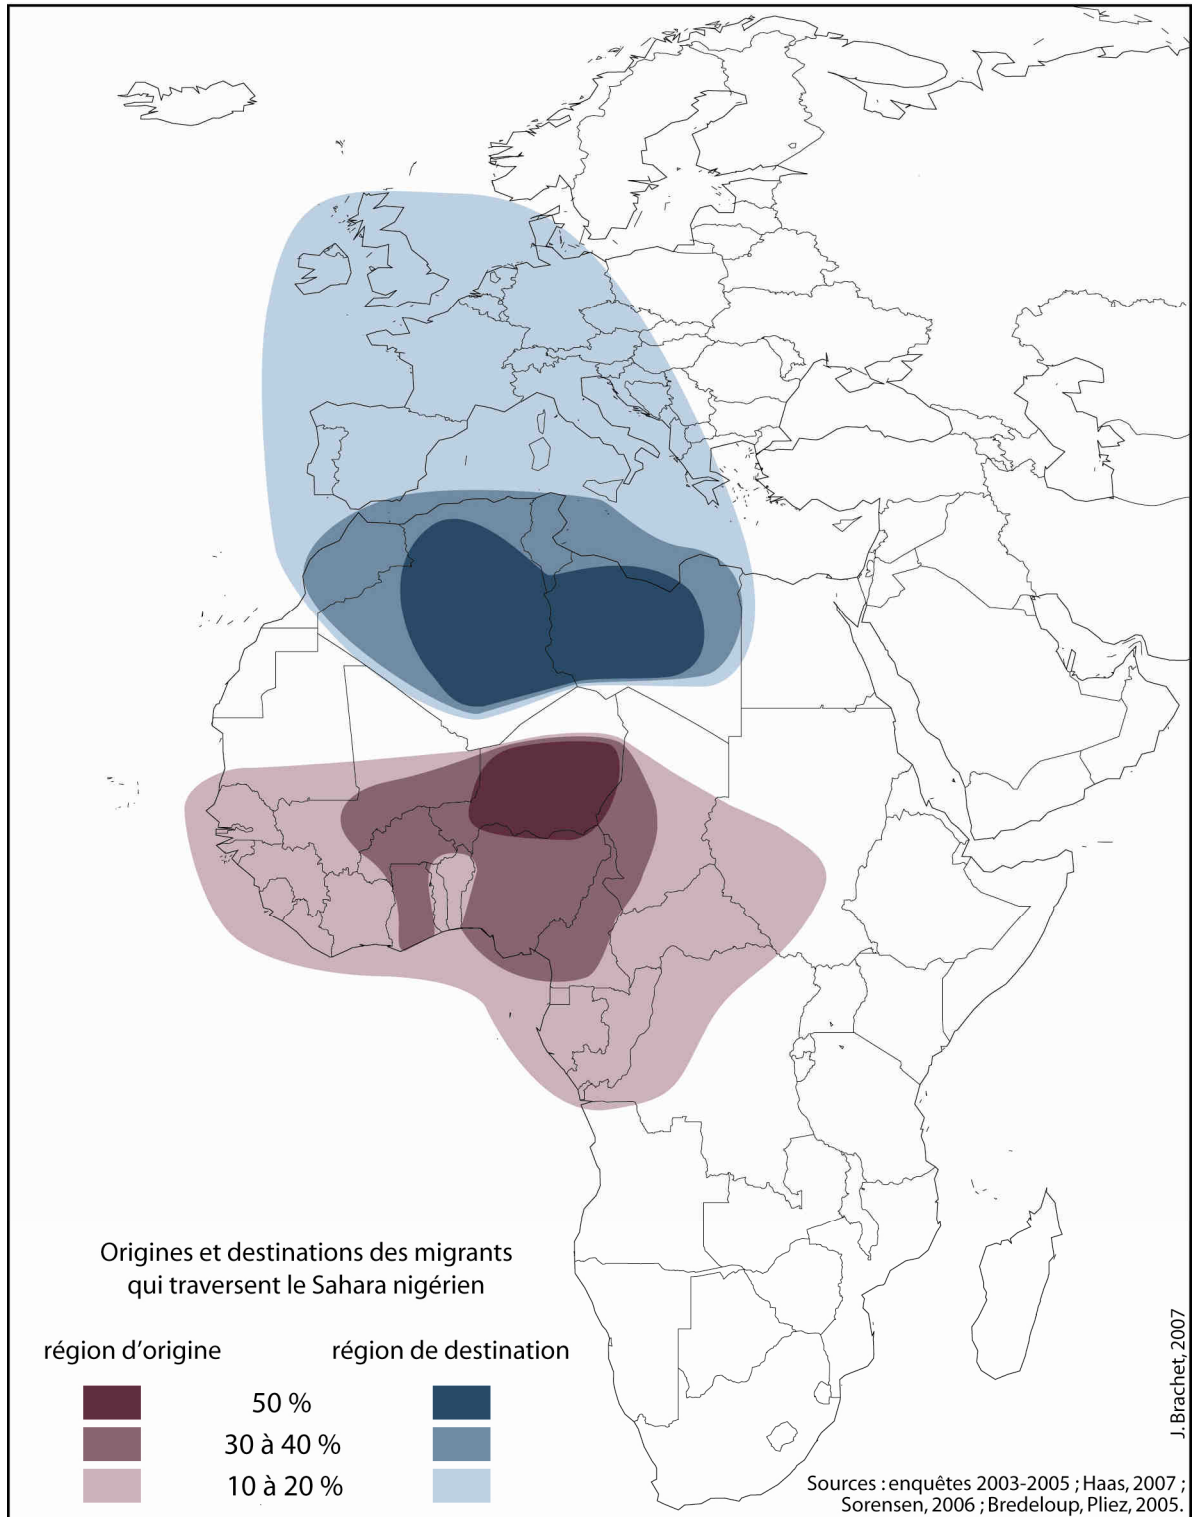 Origines et destinations des migrants
qui traversent le Sahara nigérien
région d'origine
région de destination
50 %
30 à 40 %
10 à 20 %
J. Brachet, 2007
Sources : enquêtes 2003-2005 ; Haas, 2007 ;
Sorensen, 2006 ; Bredeloup, Pliez, 2005.